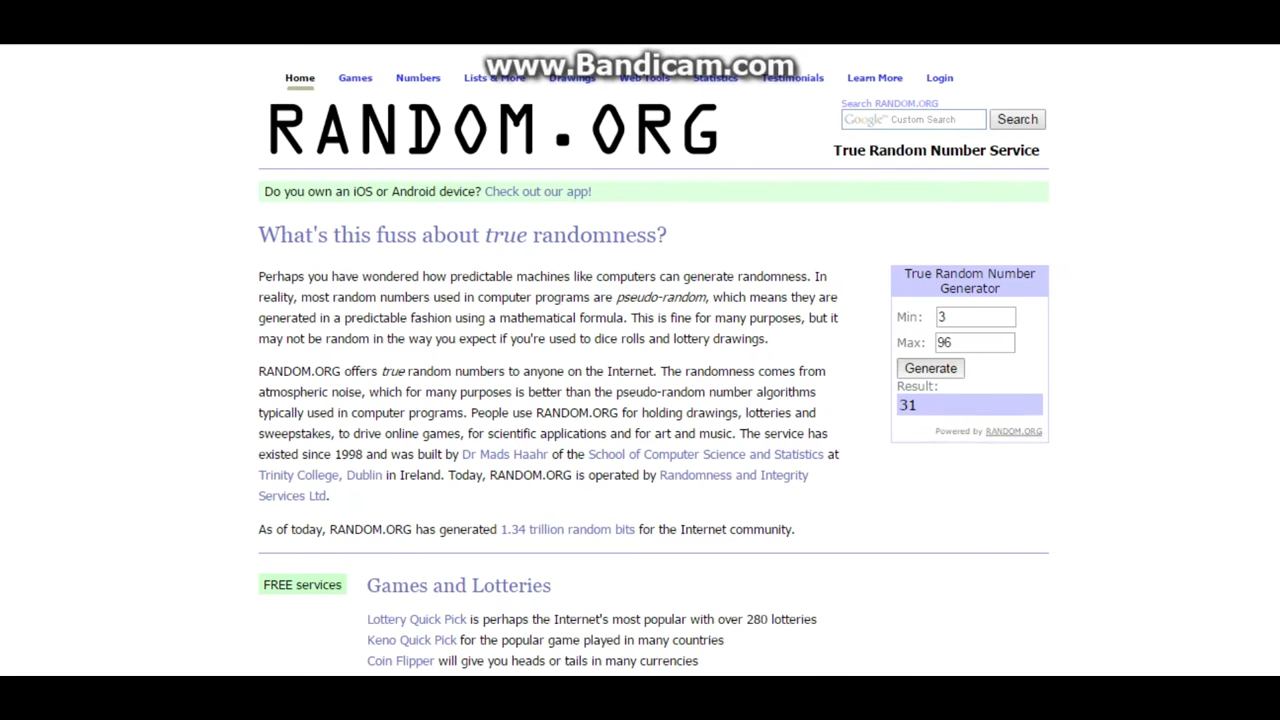 www.Bandicam.com
Home Games Numbers Lists & More Drawings Web Tools Statistics Testimonials Learn More Login
RANDOM.ORG
Search RANDOM.ORG
Google™ Custom Search Search
True Random Number Service
Do you own an iOS or Android device? Check out our app!
What's this fuss about true randomness?
Perhaps you have wondered how predictable machines like computers can generate randomness. In
reality, most random numbers used in computer programs are pseudo-random, which means they are
generated in a predictable fashion using a mathematical formula. This is fine for many purposes, but it
may not be random in the way you expect if you're used to dice rolls and lottery drawings.
RANDOM.ORG offers true random numbers to anyone on the Internet. The randomness comes from
atmospheric noise, which for many purposes is better than the pseudo-random number algorithms
typically used in computer programs. People use RANDOM.ORG for holding drawings, lotteries and
sweepstakes, to drive online games, for scientific applications and for art and music. The service has
existed since 1998 and was built by Dr Mads Haahr of the School of Computer Science and Statistics at
Trinity College, Dublin in Ireland. Today, RANDOM.ORG is operated by Randomness and Integrity
Services Ltd.
As of today, RANDOM.ORG has generated 1.34 trillion random bits for the Internet community.
True Random Number
Generator
Min: 3
Max: 96
Generate
Result:
31
Powered by RANDOM.ORG
FREE services
Games and Lotteries
Lottery Quick Pick is perhaps the Internet's most popular with over 280 lotteries
Keno Quick Pick for the popular game played in many countries
Coin Flipper will give you heads or tails in many currencies